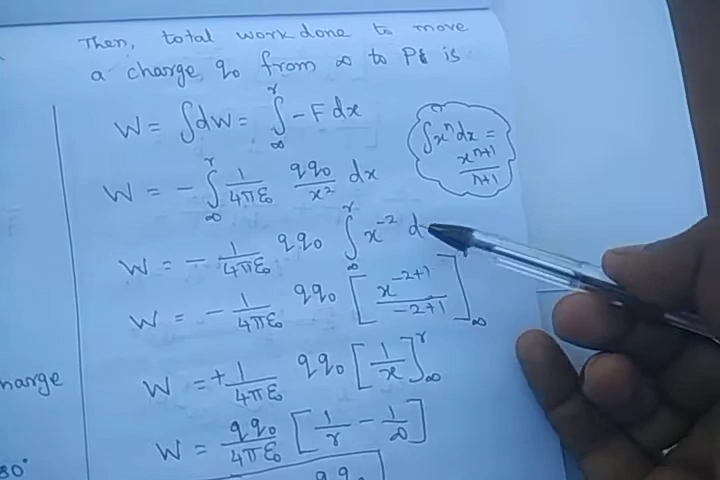 Then, total work done to move
a charge q₀ from ∞ to P is
W = ∫dW = ∫_∞^r -F dx
∫xⁿdx =
xⁿ⁺¹/n+1
W = -∫_∞^r 1/4πε₀ qq₀/x² dx
W = -1/4πε₀ qq₀ ∫_∞^r x⁻² d
W = -1/4πε₀ qq₀ [x⁻²⁺¹/-2+1]_∞
harge
W = +1/4πε₀ qq₀ [1/x]_∞^r
W = qq₀/4πε₀ [1/r - 1/∞]
80°
qq₀